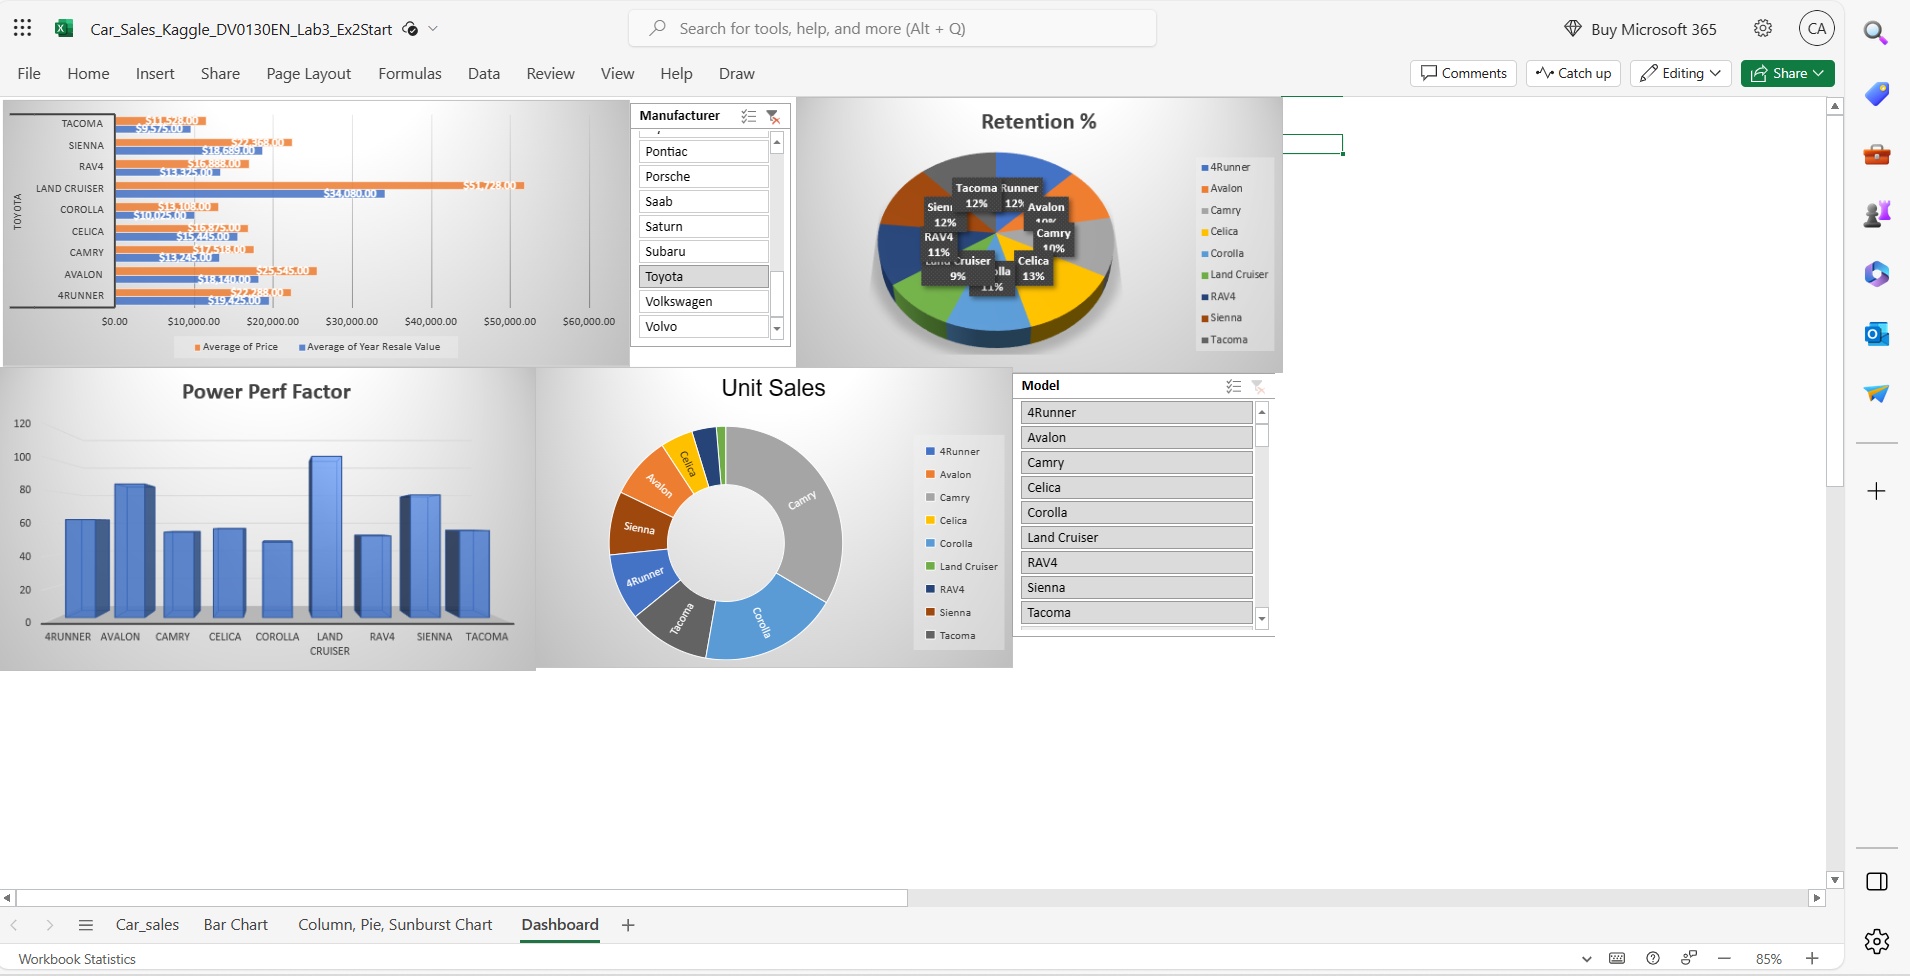 Car_Sales_Kaggle_DV0130EN_Lab3_Ex2Start
Search for tools, help, and more (Alt + Q)
Buy Microsoft 365
CA
File Home Insert Share Page Layout Formulas Data Review View Help Draw
Comments Catch up Editing Share
TOYOTA
TACOMA $11,528.00
$9,575.00
SIENNA $22,368.00
$18,689.00
RAV4 $16,888.00
$13,325.00
LAND CRUISER $51,728.00
$34,080.00
COROLLA $13,108.00
$10,025.00
CELICA $16,875.00
$15,445.00
CAMRY $17,518.00
$13,245.00
AVALON $25,545.00
$18,140.00
4RUNNER $22,288.00
$19,425.00
$0.00 $10,000.00 $20,000.00 $30,000.00 $40,000.00 $50,000.00 $60,000.00
Average of Price Average of Year Resale Value
Manufacturer
Pontiac
Porsche
Saab
Saturn
Subaru
Toyota
Volkswagen
Volvo
Retention %
Tacoma
12%
Runner
12%
Avalon
10%
Camry
10%
Celica
13%
11%
Cruiser
9%
RAV4
11%
12%
4Runner
Avalon
Camry
Celica
Corolla
Land Cruiser
RAV4
Sienna
Tacoma
Power Perf Factor
120
100
80
60
40
20
0
4RUNNER AVALON CAMRY CELICA COROLLA LAND CRUISER RAV4 SIENNA TACOMA
Unit Sales
Camry
Corolla
Tacoma
4Runner
Sienna
Avalon
Celica
4Runner
Avalon
Camry
Celica
Corolla
Land Cruiser
RAV4
Sienna
Tacoma
Model
4Runner
Avalon
Camry
Celica
Corolla
Land Cruiser
RAV4
Sienna
Tacoma
Car_sales Bar Chart Column, Pie, Sunburst Chart Dashboard
Workbook Statistics
85%